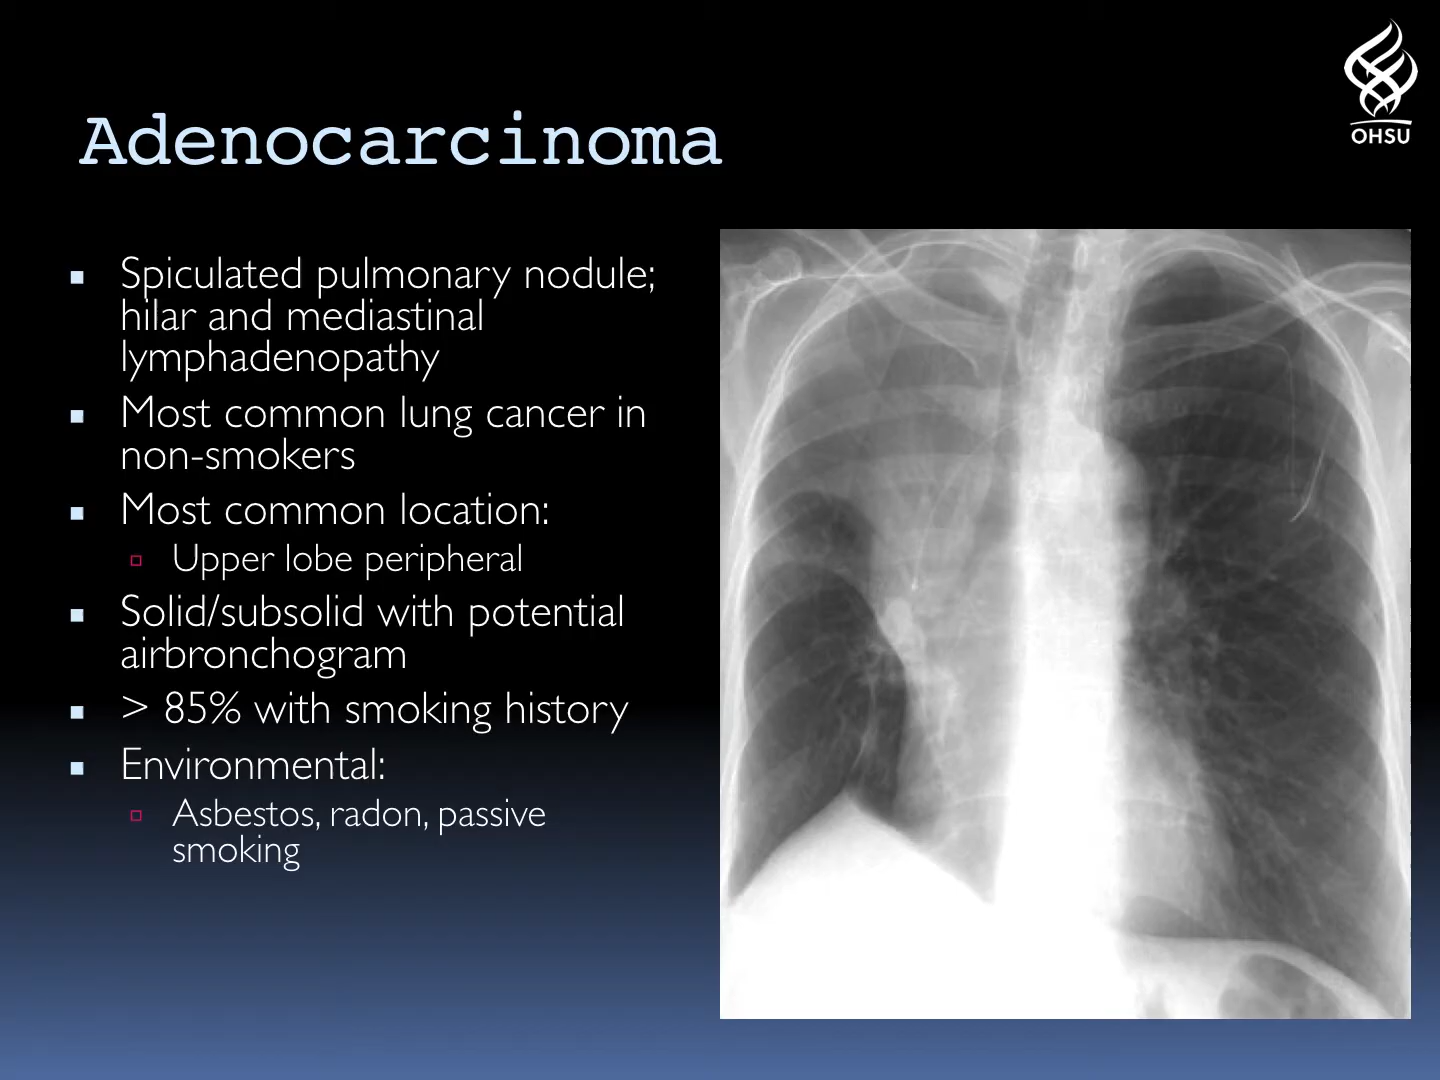 OHSU
Adenocarcinoma
Spiculated pulmonary nodule;
hilar and mediastinal
lymphadenopathy
Most common lung cancer in
non-smokers
Most common location:
Upper lobe peripheral
Solid/subsolid with potential
airbronchogram
> 85% with smoking history
Environmental:
Asbestos, radon, passive
smoking